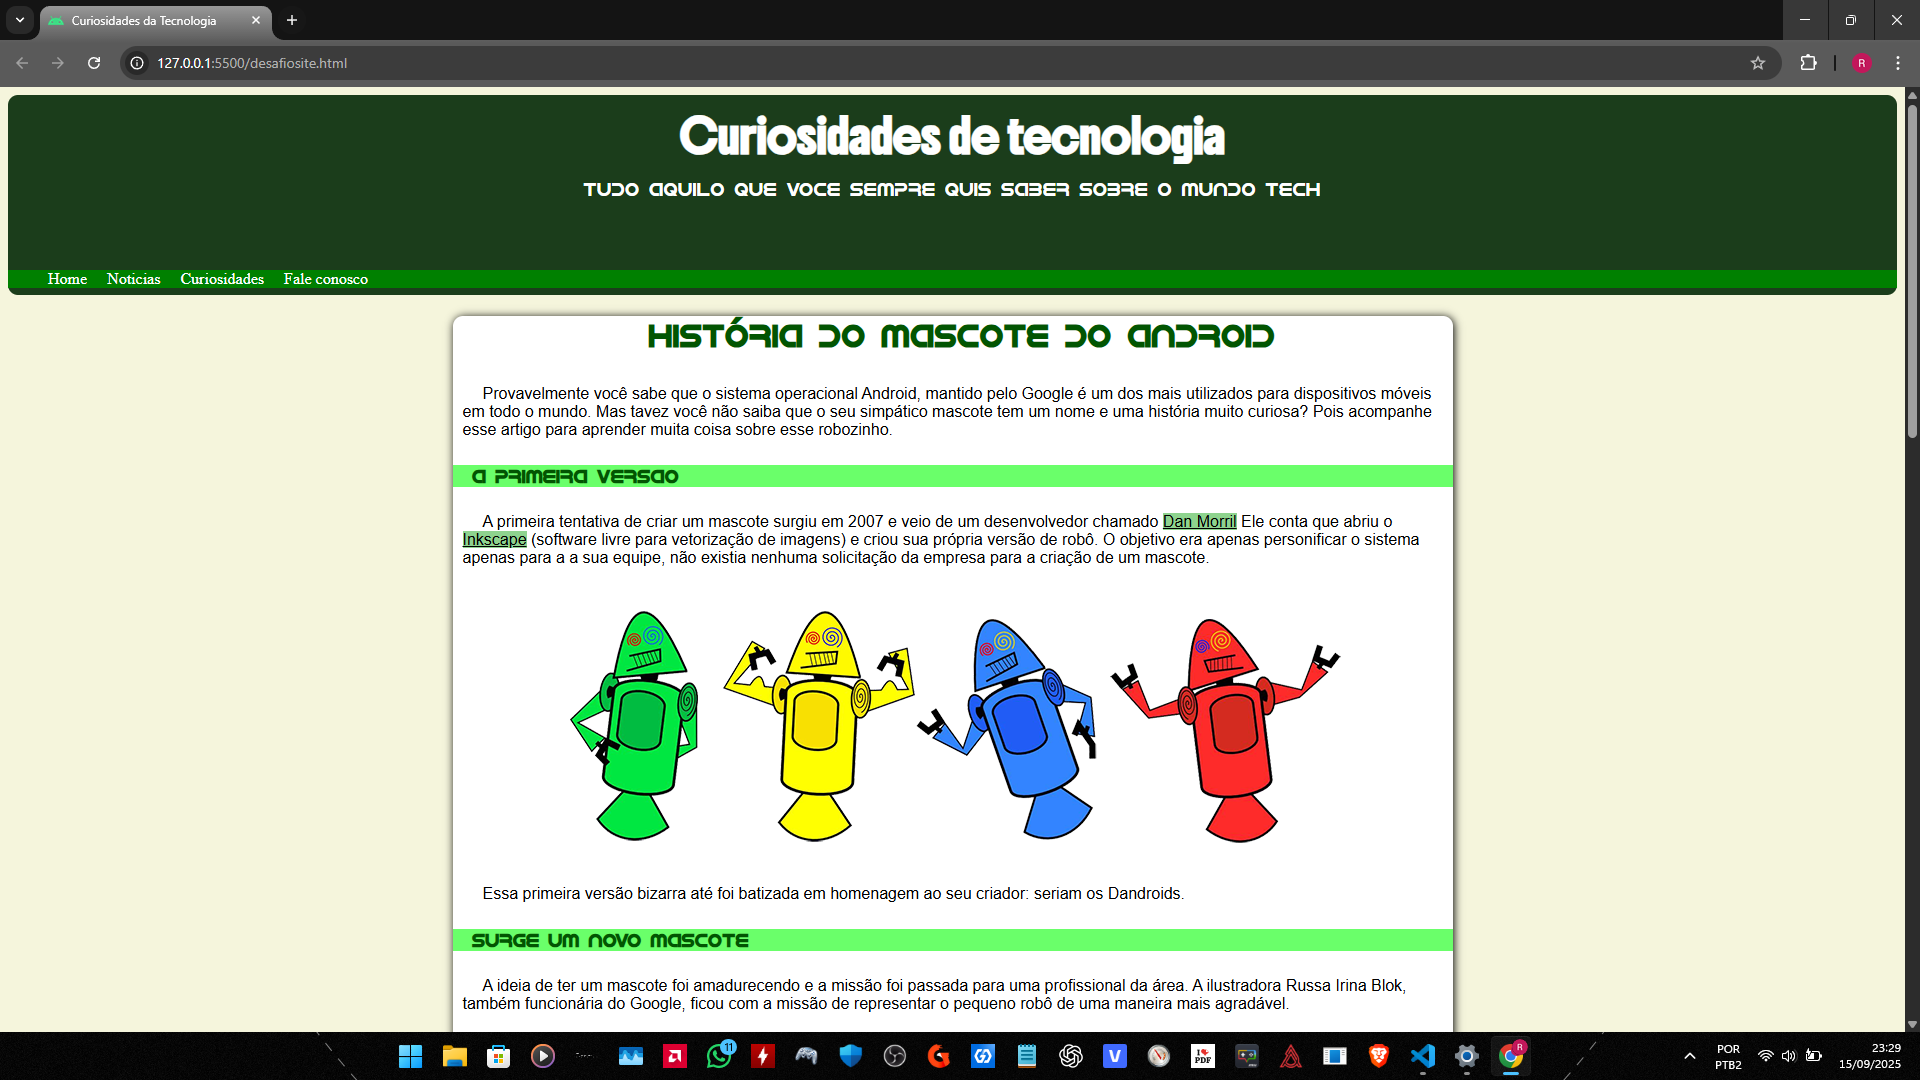 Curiosidades da Tecnologia
127.0.0.1:5500/desafiosite.html
R
Curiosidades de tecnologia
TUDO AQUILO QUE VOCE SEMPRE QUIS SABER SOBRE O MUNDO TECH
Home Noticias Curiosidades Fale conosco
HISTÓRIA DO MASCOTE DO ANDROID
Provavelmente você sabe que o sistema operacional Android, mantido pelo Google é um dos mais utilizados para dispositivos móveis
em todo o mundo. Mas tavez você não saiba que o seu simpático mascote tem um nome e uma história muito curiosa? Pois acompanhe
esse artigo para aprender muita coisa sobre esse robozinho.
A PRIMEIRA VERSAO
A primeira tentativa de criar um mascote surgiu em 2007 e veio de um desenvolvedor chamado Dan Morril Ele conta que abriu o
Inkscape (software livre para vetorização de imagens) e criou sua própria versão de robô. O objetivo era apenas personificar o sistema
apenas para a a sua equipe, não existia nenhuma solicitação da empresa para a criação de um mascote.
Essa primeira versão bizarra até foi batizada em homenagem ao seu criador: seriam os Dandroids.
SURGE UM NOVO MASCOTE
A ideia de ter um mascote foi amadurecendo e a missão foi passada para uma profissional da área. A ilustradora Russa Irina Blok,
também funcionária do Google, ficou com a missão de representar o pequeno robô de uma maneira mais agradável.
11
V
I PDF
R
POR
PTB2
23:29
15/09/2025